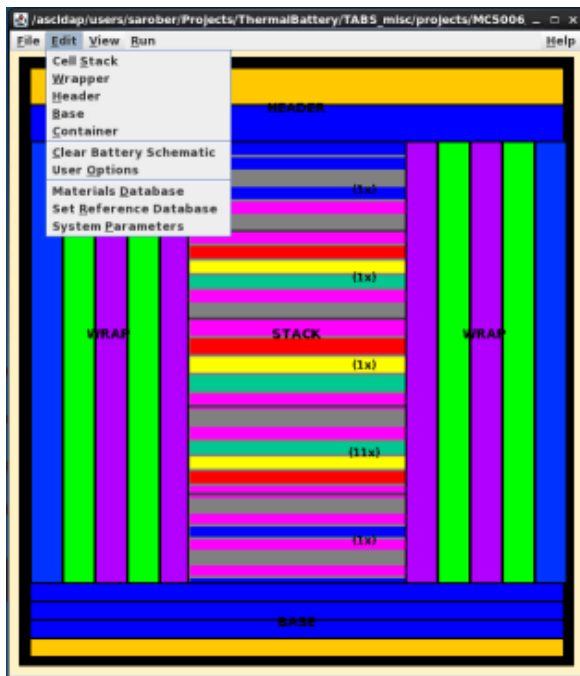 /ascldap/users/sarober/Projects/ThermalBattery/TABS_misc/projects/MC5006
File Edit View Run Help
Cell Stack
Wrapper
Header
Base
Container
Clear Battery Schematic
User Options
Materials Database
Set Reference Database
System Parameters
HEADER
(1x)
(1x)
WRAP STACK WRAP
(1x)
(11x)
(1x)
BASE